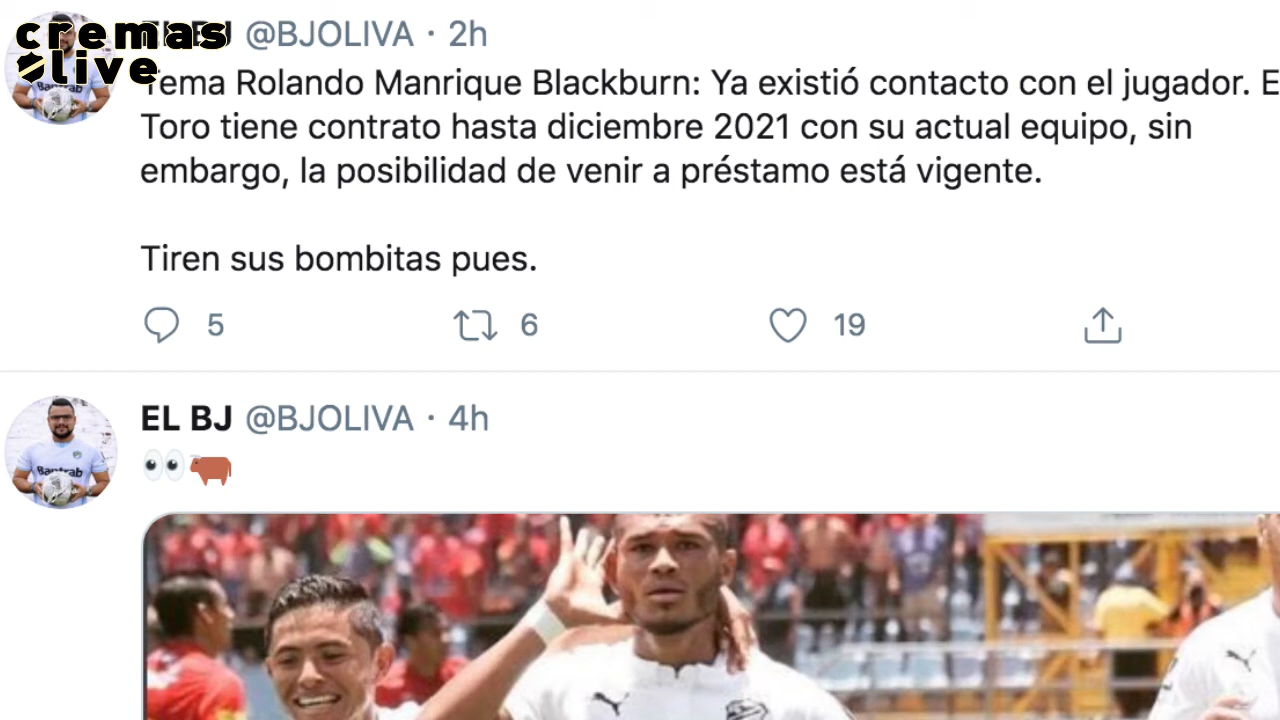 cremas
live
@BJOLIVA · 2h
Tema Rolando Manrique Blackburn: Ya existió contacto con el jugador. E
Toro tiene contrato hasta diciembre 2021 con su actual equipo, sin
embargo, la posibilidad de venir a préstamo está vigente.
Tiren sus bombitas pues.
5 6 19
EL BJ @BJOLIVA · 4h
Bantrab